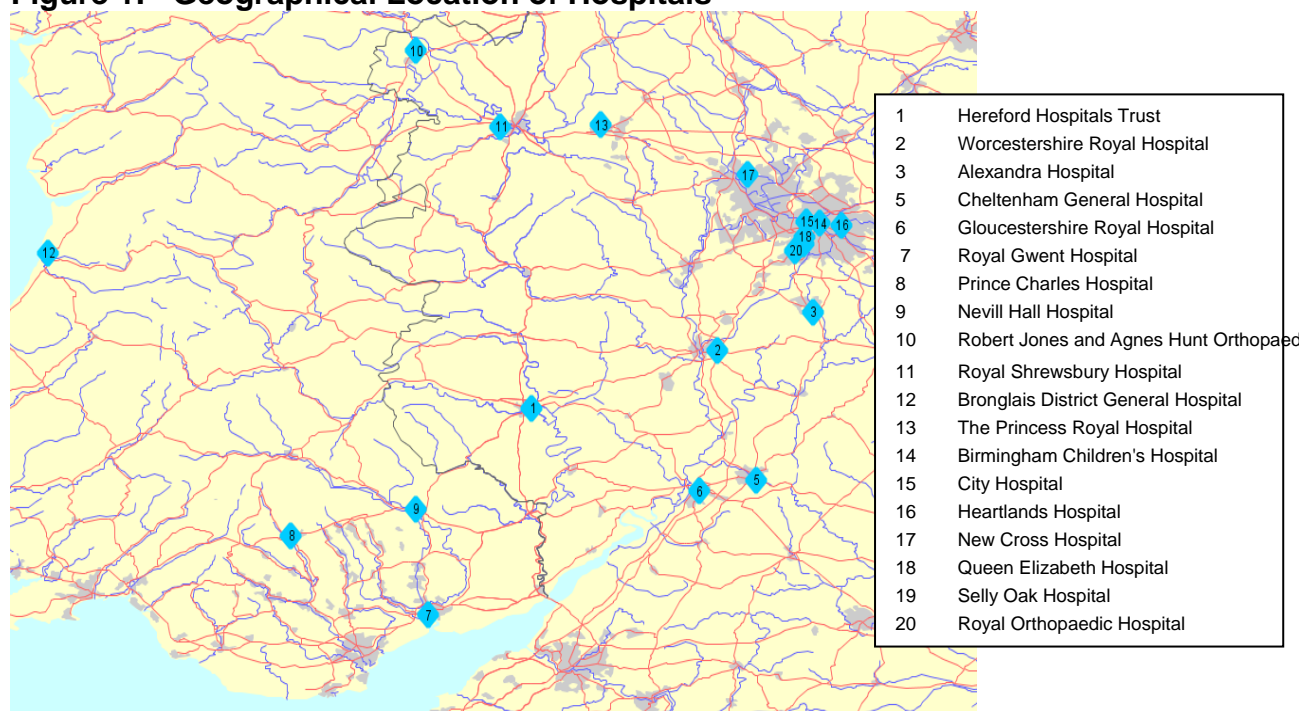 Figure 1: Geographical Location of Hospitals
10
11
13
17
15
14
16
18
20
12
3
2
1
5
6
9
8
7
1 Hereford Hospitals Trust
2 Worcestershire Royal Hospital
3 Alexandra Hospital
5 Cheltenham General Hospital
6 Gloucestershire Royal Hospital
7 Royal Gwent Hospital
8 Prince Charles Hospital
9 Nevill Hall Hospital
10 Robert Jones and Agnes Hunt Orthopaed
11 Royal Shrewsbury Hospital
12 Bronglais District General Hospital
13 The Princess Royal Hospital
14 Birmingham Children's Hospital
15 City Hospital
16 Heartlands Hospital
17 New Cross Hospital
18 Queen Elizabeth Hospital
19 Selly Oak Hospital
20 Royal Orthopaedic Hospital